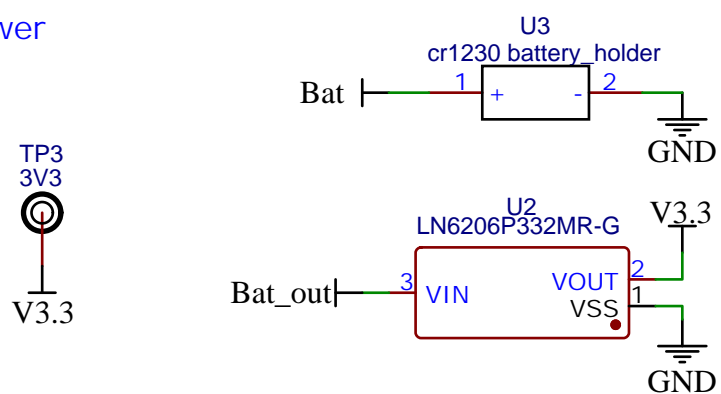 wer
U3
cr1230 battery_holder
Bat
1
+
-
2
GND
TP3
3V3
V3.3
U2
LN6206P332MR-G
V3.3
Bat_out
3
VIN
VOUT
2
VSS
1
GND